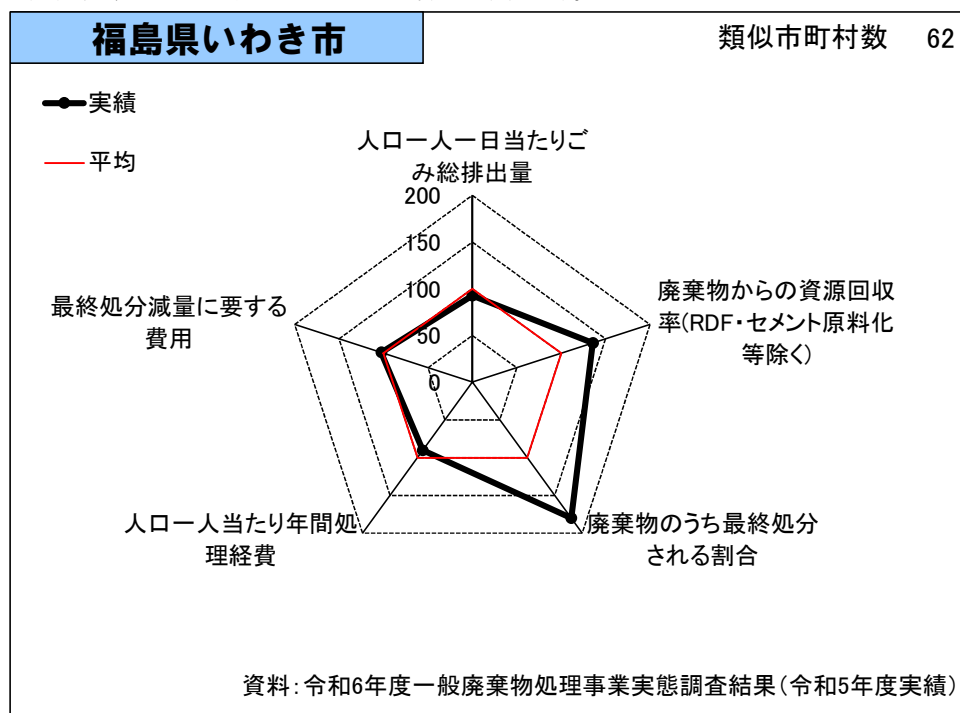 福島県いわき市
類似市町村数 62
実績
平均
人口一人一日当たりご
み総排出量
200
150
100
50
0
廃棄物からの資源回収
率(RDF・セメント原料化
等除く)
廃棄物のうち最終処分
される割合
人口一人当たり年間処
理経費
最終処分減量に要する
費用
資料:令和6年度一般廃棄物処理事業実態調査結果(令和5年度実績)